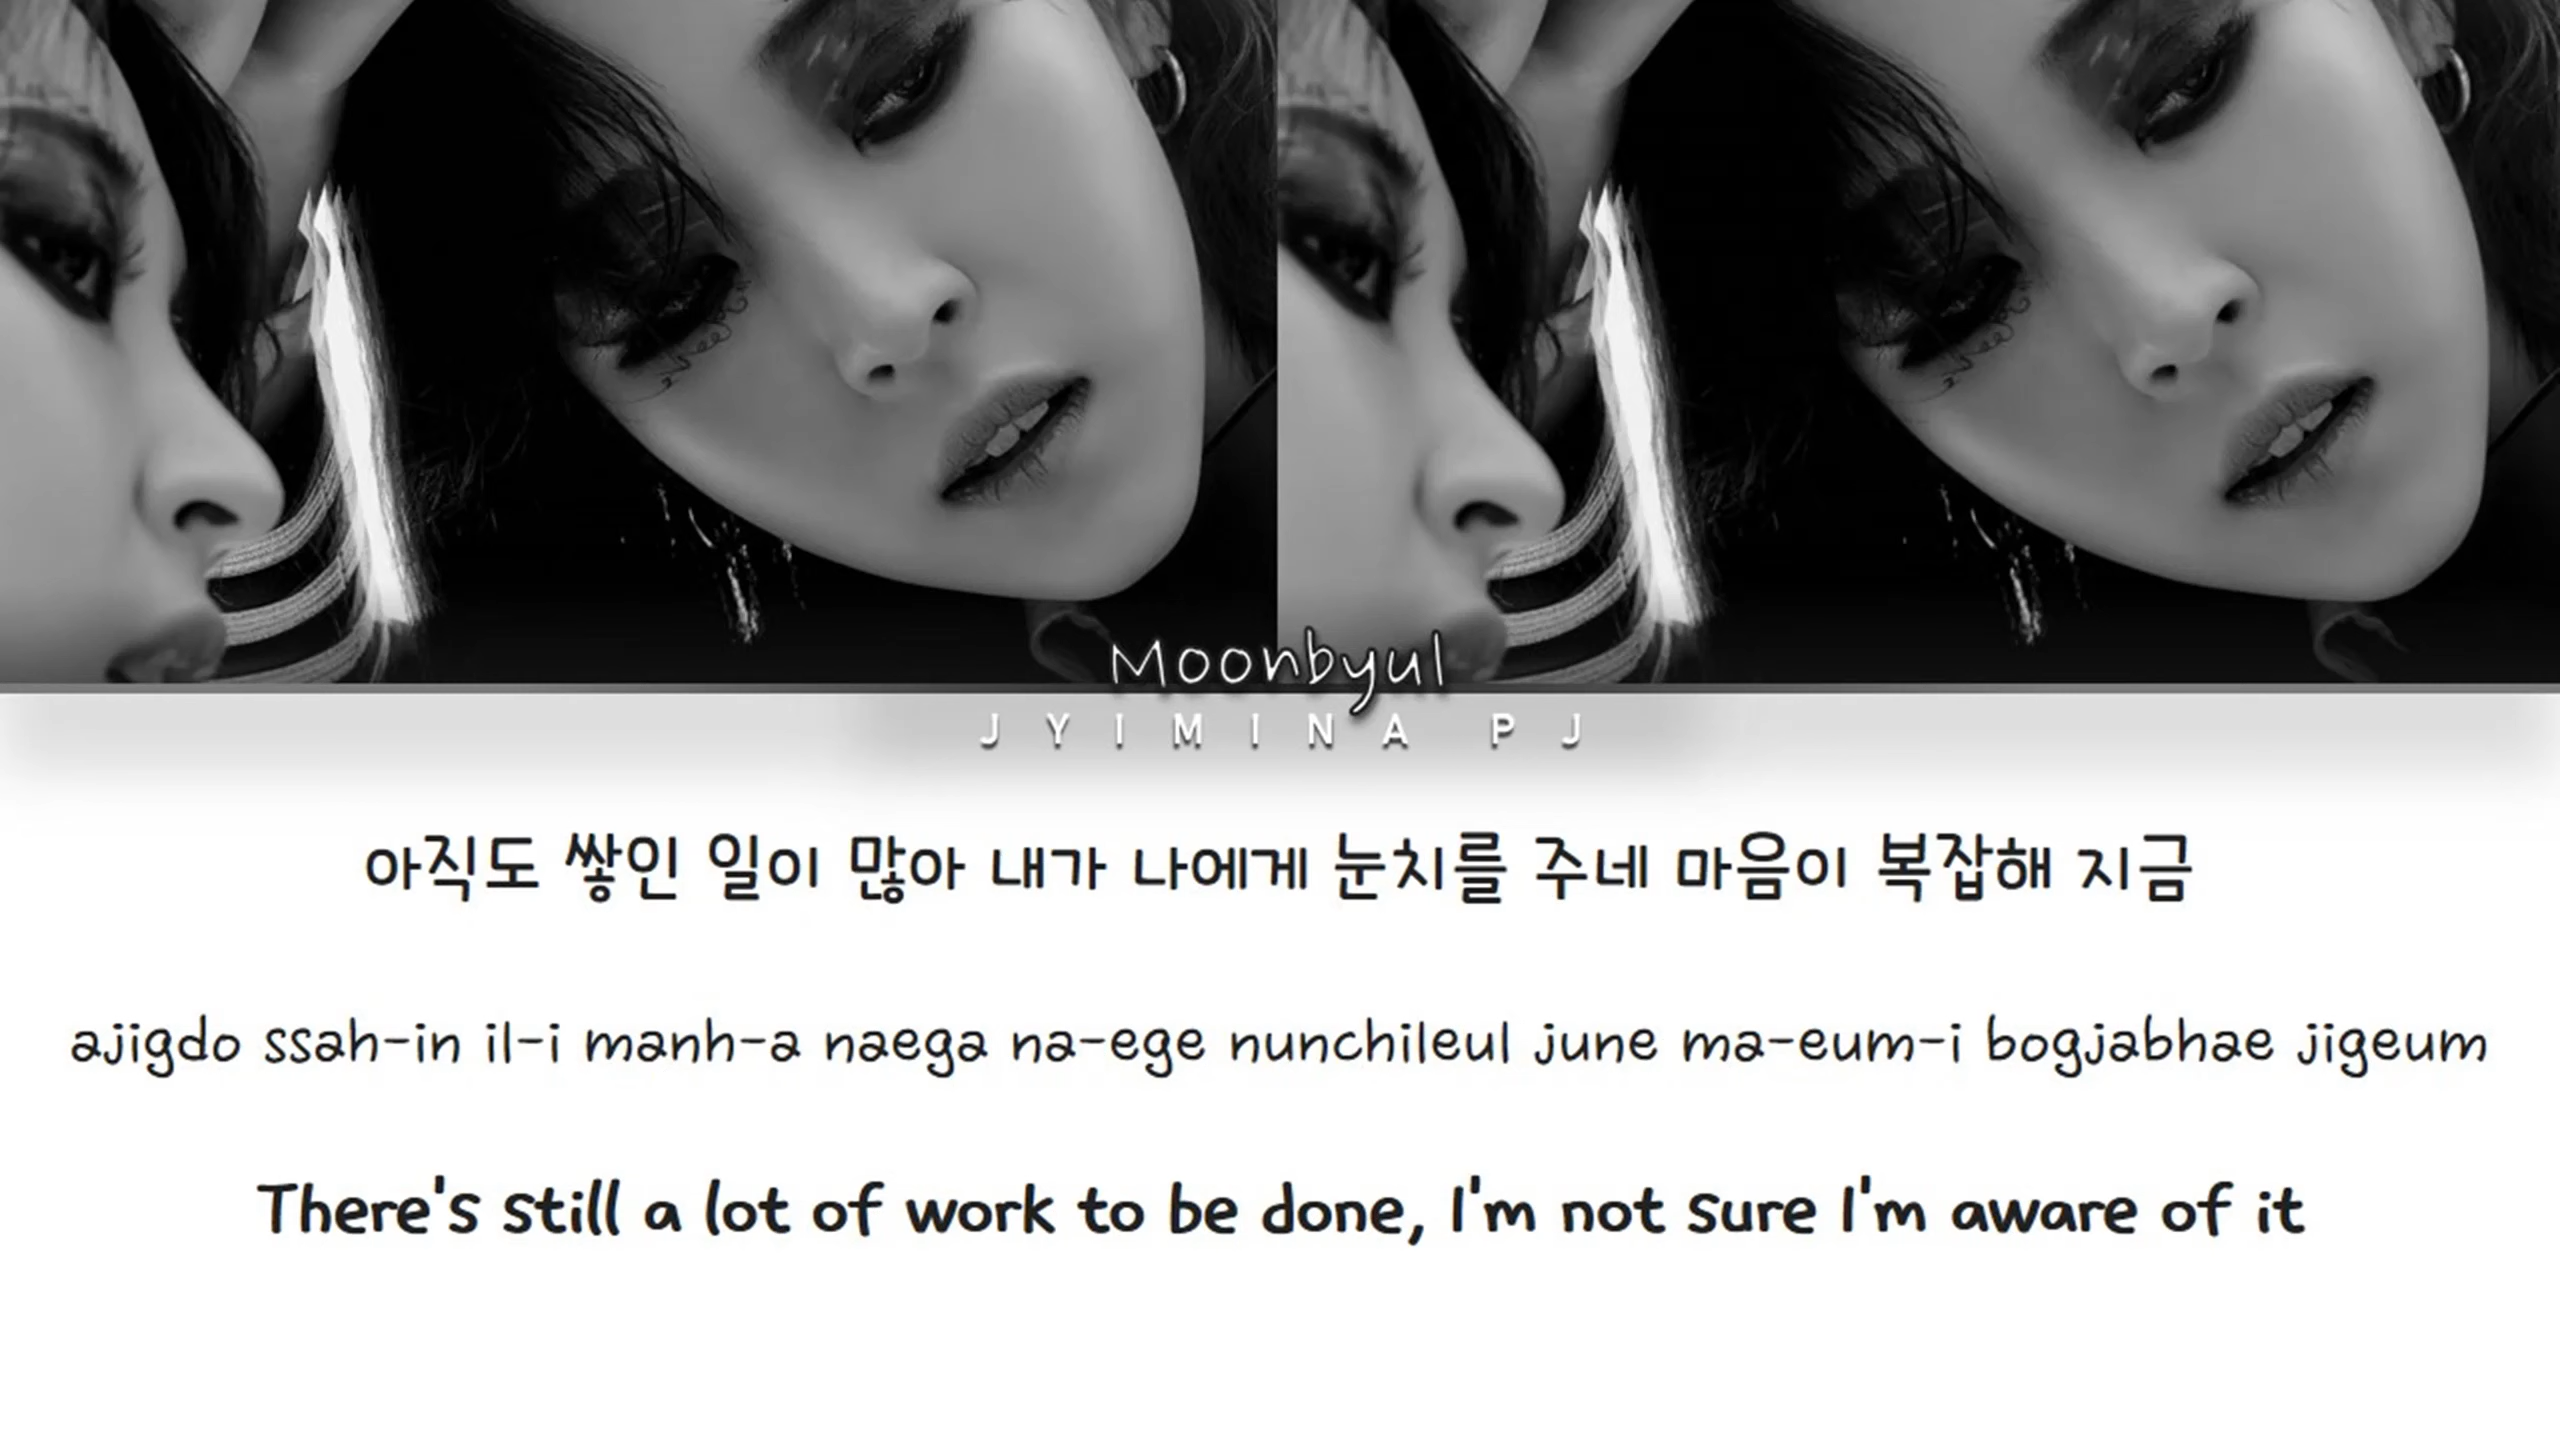 Moonbyul
JYIMINA PJ
아직도 쌓인 일이 많아 내가 나에게 눈치를 주네 마음이 복잡해 지금
ajigdo ssah-in il-i manh-a naega na-ege nunchileul june ma-eum-i bogjabhae jigeum
There's still a lot of work to be done, I'm not sure I'm aware of it